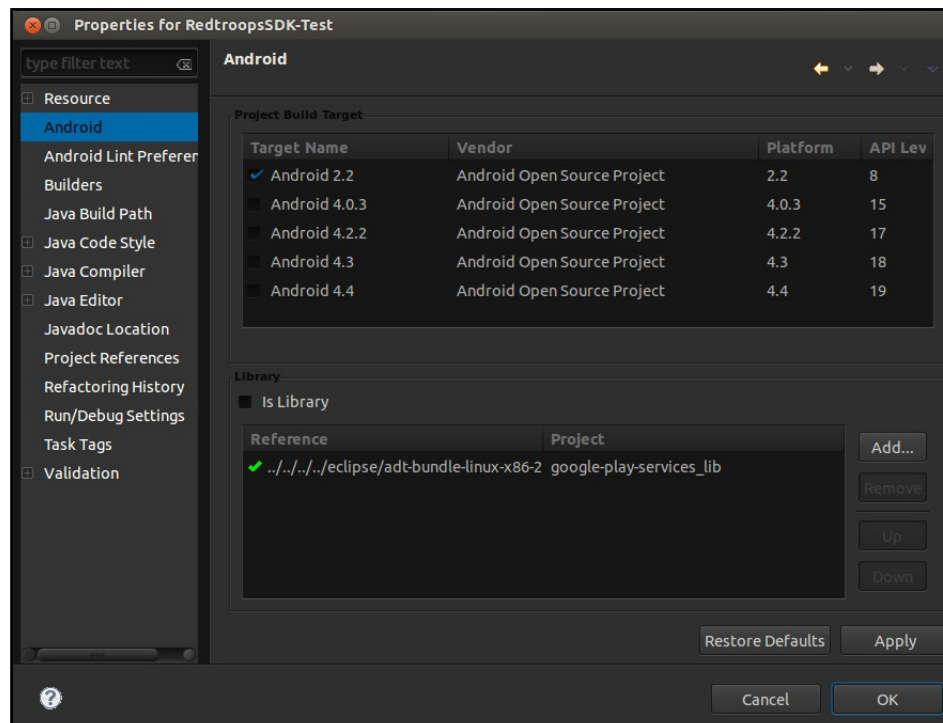 Properties for RedtroopsSDK-Test
type filter text
Android
Resource
Android
Android Lint Preferen
Builders
Java Build Path
Java Code Style
Java Compiler
Java Editor
Javadoc Location
Project References
Refactoring History
Run/Debug Settings
Task Tags
Validation
Project Build Target
Target Name Vendor Platform API Lev
Android 2.2 Android Open Source Project 2.2 8
Android 4.0.3 Android Open Source Project 4.0.3 15
Android 4.2.2 Android Open Source Project 4.2.2 17
Android 4.3 Android Open Source Project 4.3 18
Android 4.4 Android Open Source Project 4.4 19
Library
Is Library
Reference Project
../../../../eclipse/adt-bundle-linux-x86-2 google-play-services_lib
Add...
Remove
Up
Down
Restore Defaults Apply
? Cancel OK